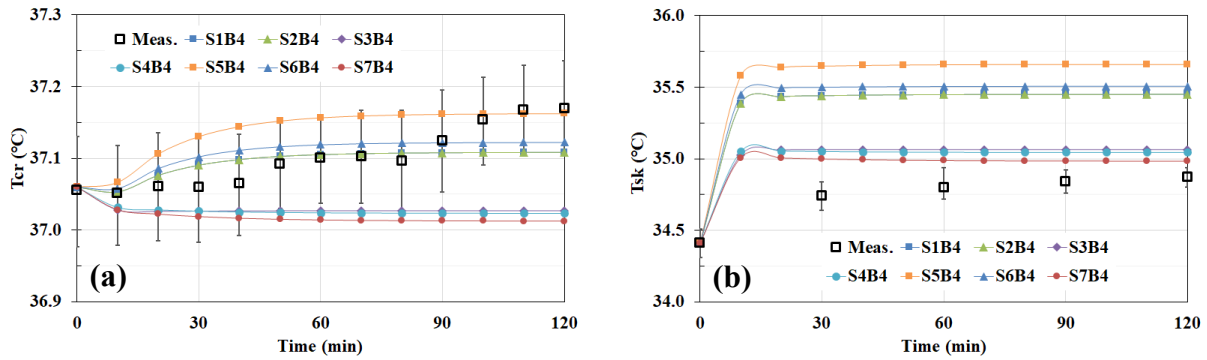 37.3
37.2
37.1
37.0
36.9
Tcr (°C)
Meas. S1B4 S2B4 S3B4
S4B4 S5B4 S6B4 S7B4
(a)
0 30 60 90 120
Time (min)
36.0
35.5
35.0
34.5
34.0
Tsk (°C)
Meas. S1B4 S2B4 S3B4
S4B4 S5B4 S6B4 S7B4
(b)
0 30 60 90 120
Time (min)